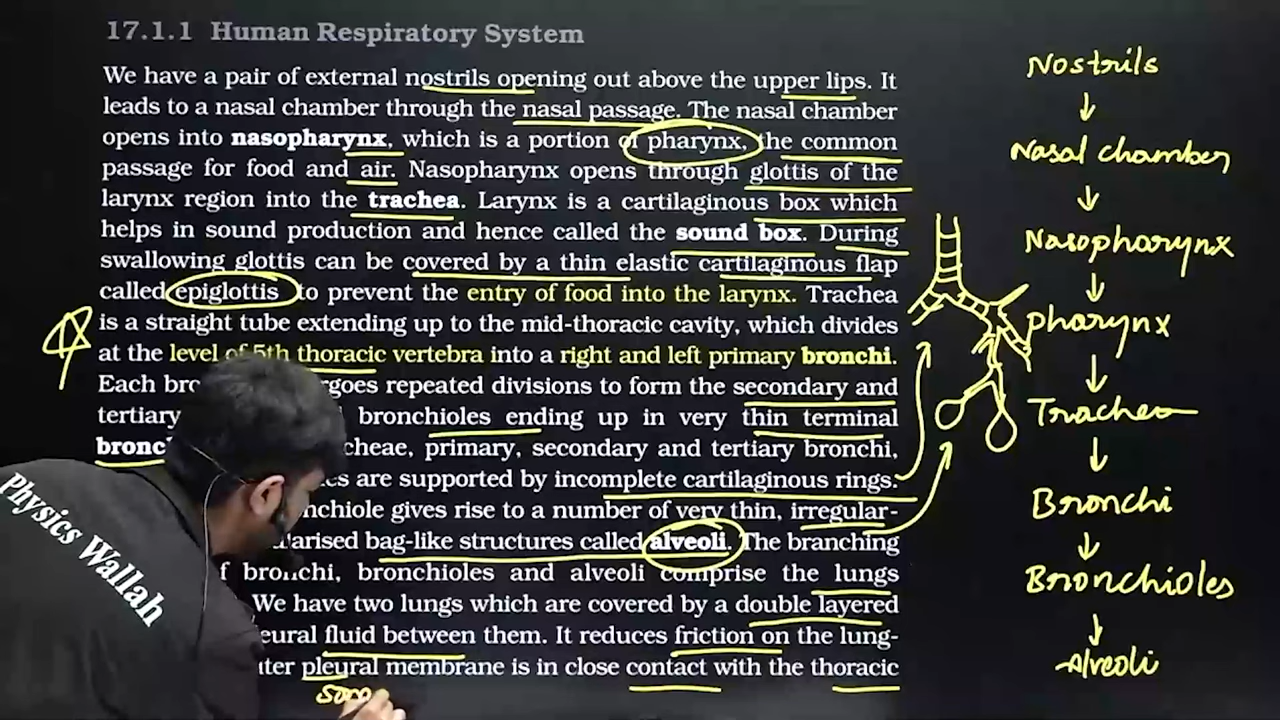 17.1.1 Human Respiratory System
We have a pair of external nostrils opening out above the upper lips. It
leads to a nasal chamber through the nasal passage. The nasal chamber
opens into nasopharynx, which is a portion of pharynx, the common
passage for food and air. Nasopharynx opens through glottis of the
larynx region into the trachea. Larynx is a cartilaginous box which
helps in sound production and hence called the sound box. During
swallowing glottis can be covered by a thin elastic cartilaginous flap
called epiglottis to prevent the entry of food into the larynx. Trachea
is a straight tube extending up to the mid-thoracic cavity, which divides
at the level of 5th thoracic vertebra into a right and left primary bronchi.
Each repeated divisions to form the secondary and
tertiary bronchioles ending up in very thin terminal
primary, secondary and tertiary bronchi,
are supported by incomplete cartilaginous rings.
gives rise to a number of very thin, irregular-
bag-like structures called alveoli. The branching
bronchi, bronchioles and alveoli comprise the lungs
We have two lungs which are covered by a double layered
fluid between them. It reduces friction on the lung-
pleural membrane is in close contact with the thoracic
Nostrils
↓
Nasal chamber
↓
Nasopharynx
↓
pharynx
↓
Trachea
↓
Bronchi
↓
Bronchioles
↓
Alveoli
Physics Wallah